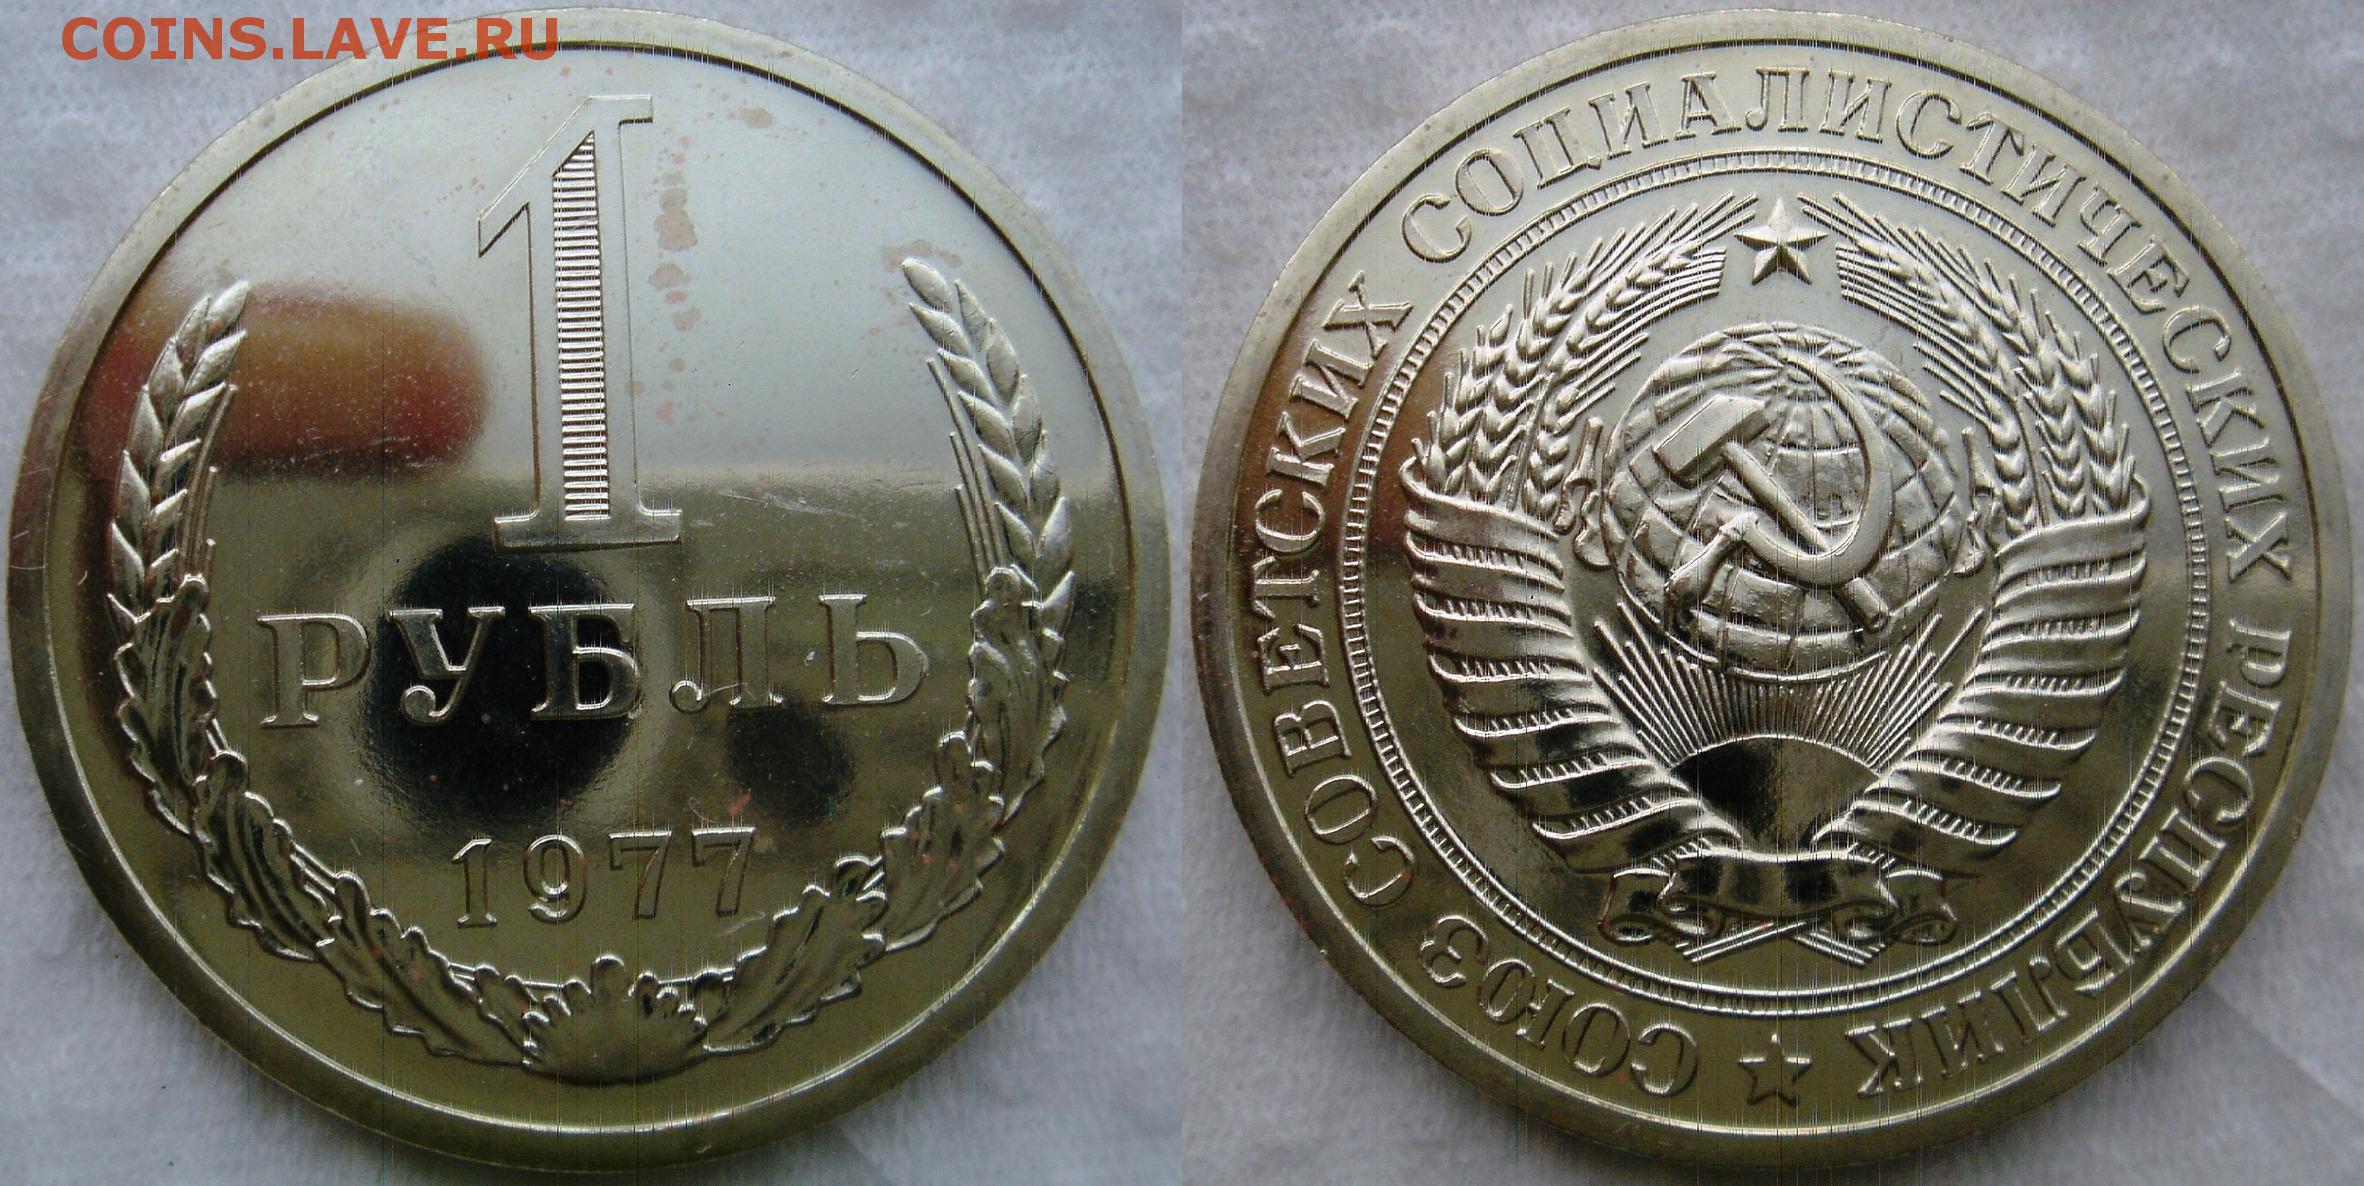 COINS.LAVE.RU
1
РУБЛЬ
1977
СОЮЗ СОВЕТСКИХ СОЦИАЛИСТИЧЕСКИХ РЕСПУБЛИК